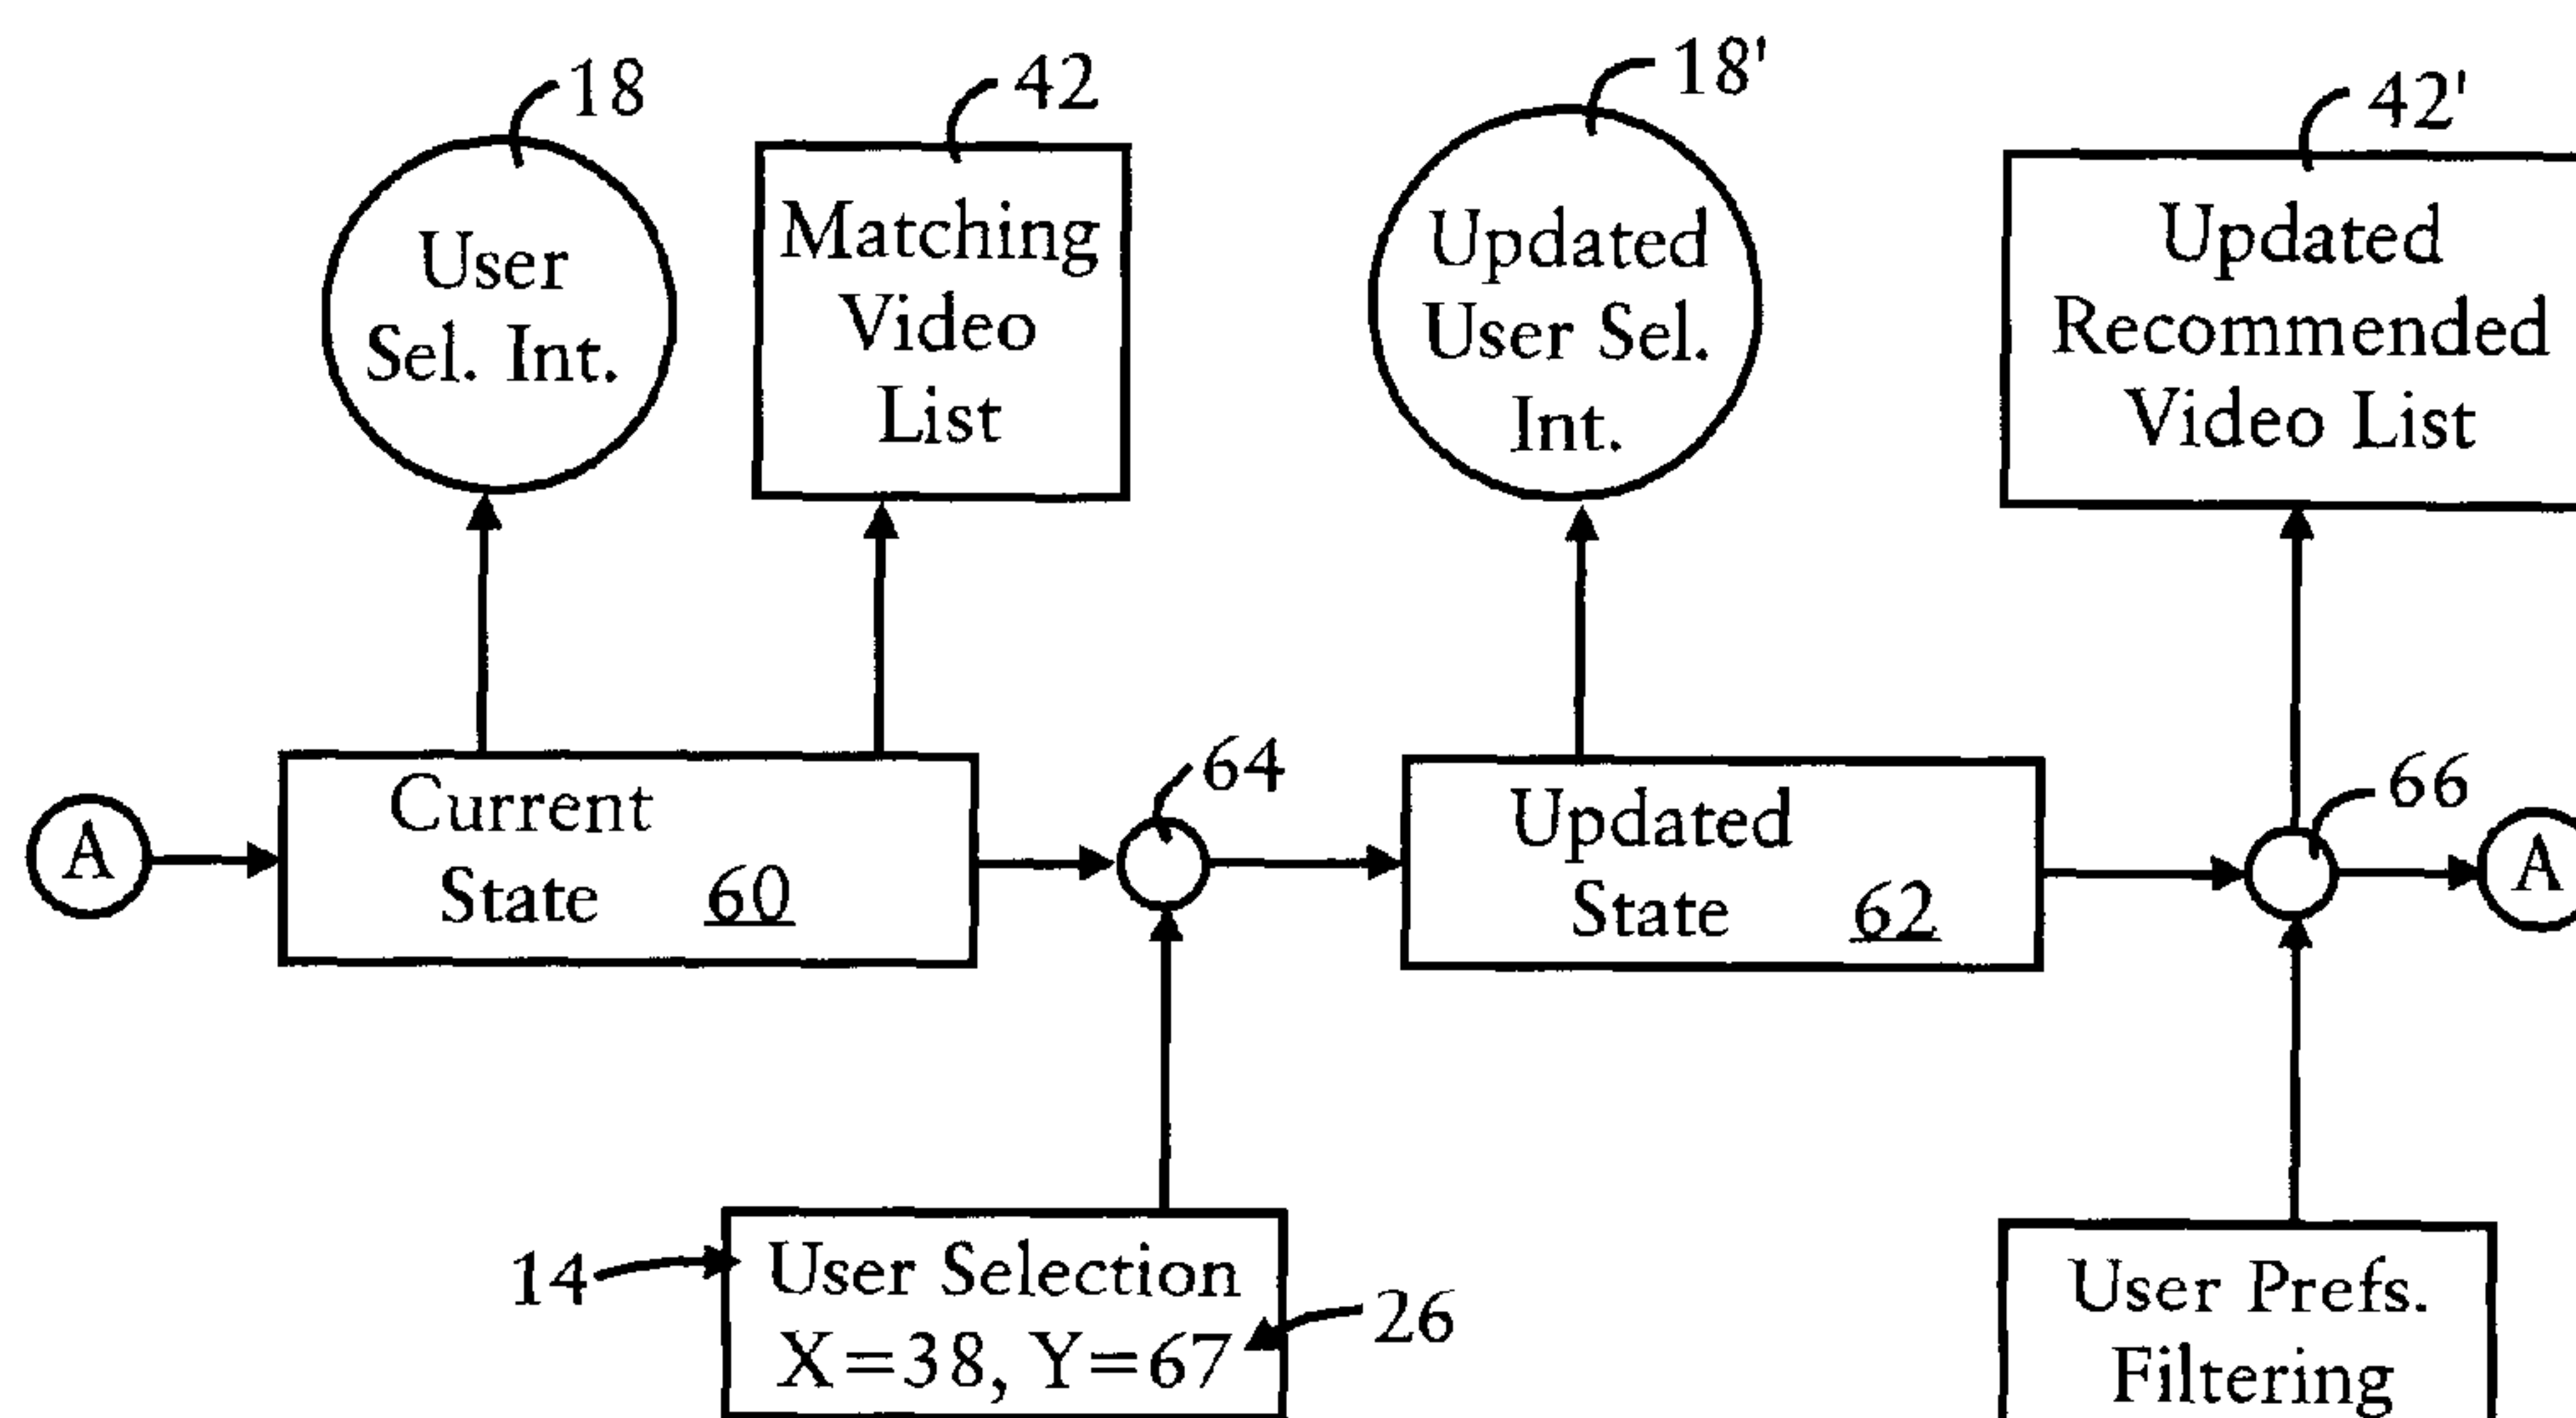 18
42
18'
42'
User
Sel. Int.
Matching
Video
List
Updated
User Sel.
Int.
Updated
Recommended
Video List
64
66
A
Current
State 60
Updated
State 62
A
14
User Selection
X=38, Y=67
26
User Prefs.
Filtering